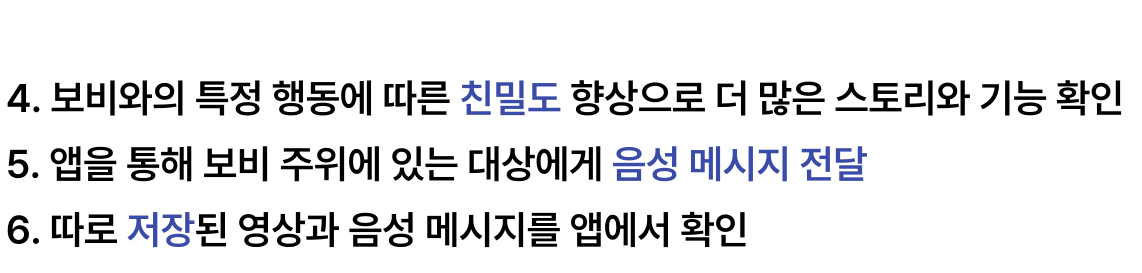 4. 보비와의 특정 행동에 따른 친밀도 향상으로 더 많은 스토리와 기능 확인
5. 앱을 통해 보비 주위에 있는 대상에게 음성 메시지 전달
6. 따로 저장된 영상과 음성 메시지를 앱에서 확인